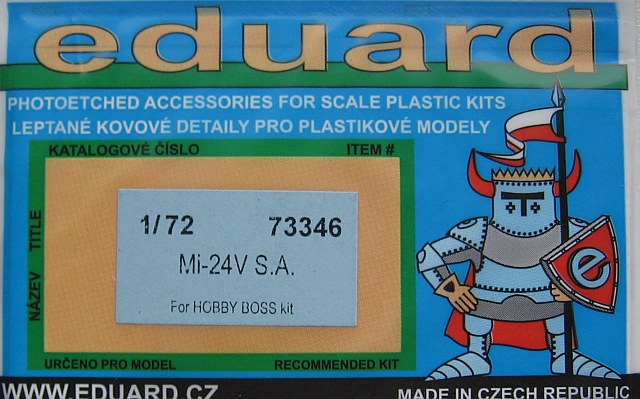 eduard
PHOTOETCHED ACCESSORIES FOR SCALE PLASTIC KITS
LEPTANÉ KOVOVÉ DETAILY PRO PLASTIKOVÉ MODELY
KATALOGOVÉ ČÍSLO ITEM #
NÁZEV TITLE
1/72 73346
Mi-24V S.A.
For HOBBY BOSS kit
e
URČENO PRO MODEL RECOMMENDED KIT
WWW.EDUARD.CZ MADE IN CZECH REPUBLIC